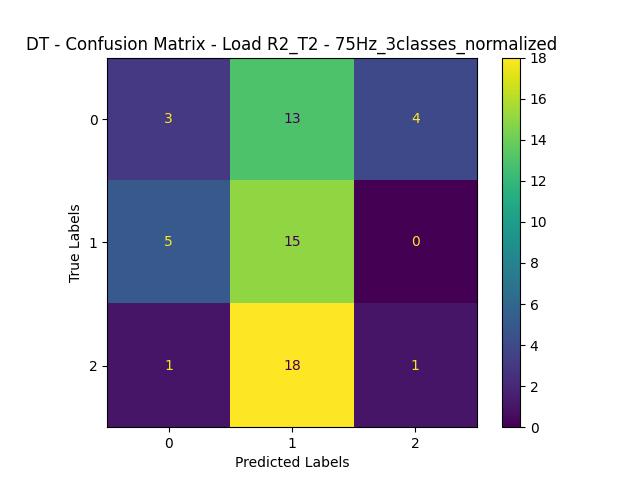 DT - Confusion Matrix - Load R2_T2 - 75Hz_3classes_normalized
True Labels
0
3 13 4
1
5 15 0
2
1 18 1
0 1 2
Predicted Labels
18
16
14
12
10
8
6
4
2
0